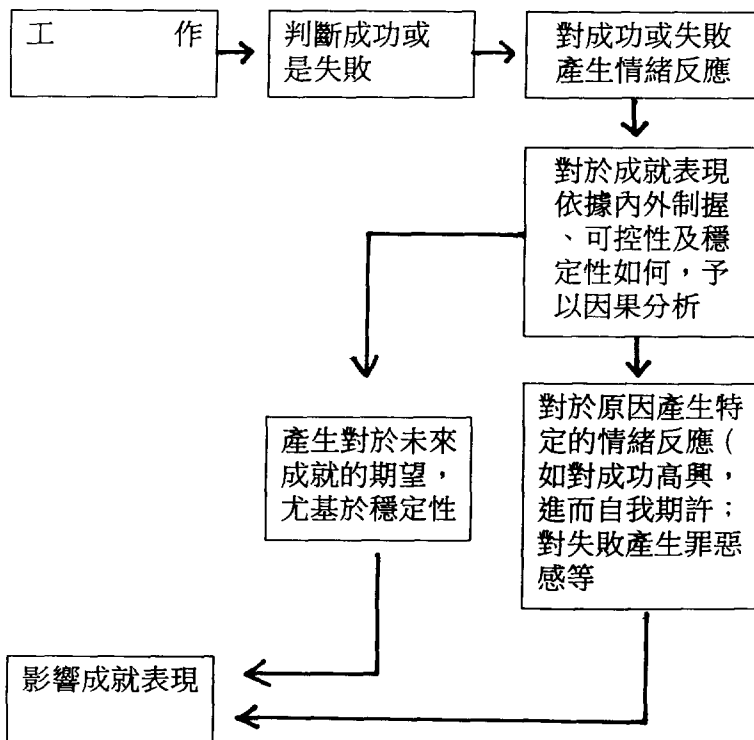 工　　　作
判斷成功或
是失敗
對成功或失敗
產生情緒反應
對於成就表現
依據內外制握
、可控性及穩
定性如何，予
以因果分析
產生對於未來
成就的期望，
尤基於穩定性
對於原因產生特
定的情緒反應（
如對成功高興，
進而自我期許；
對失敗產生罪惡
感等
影響成就表現